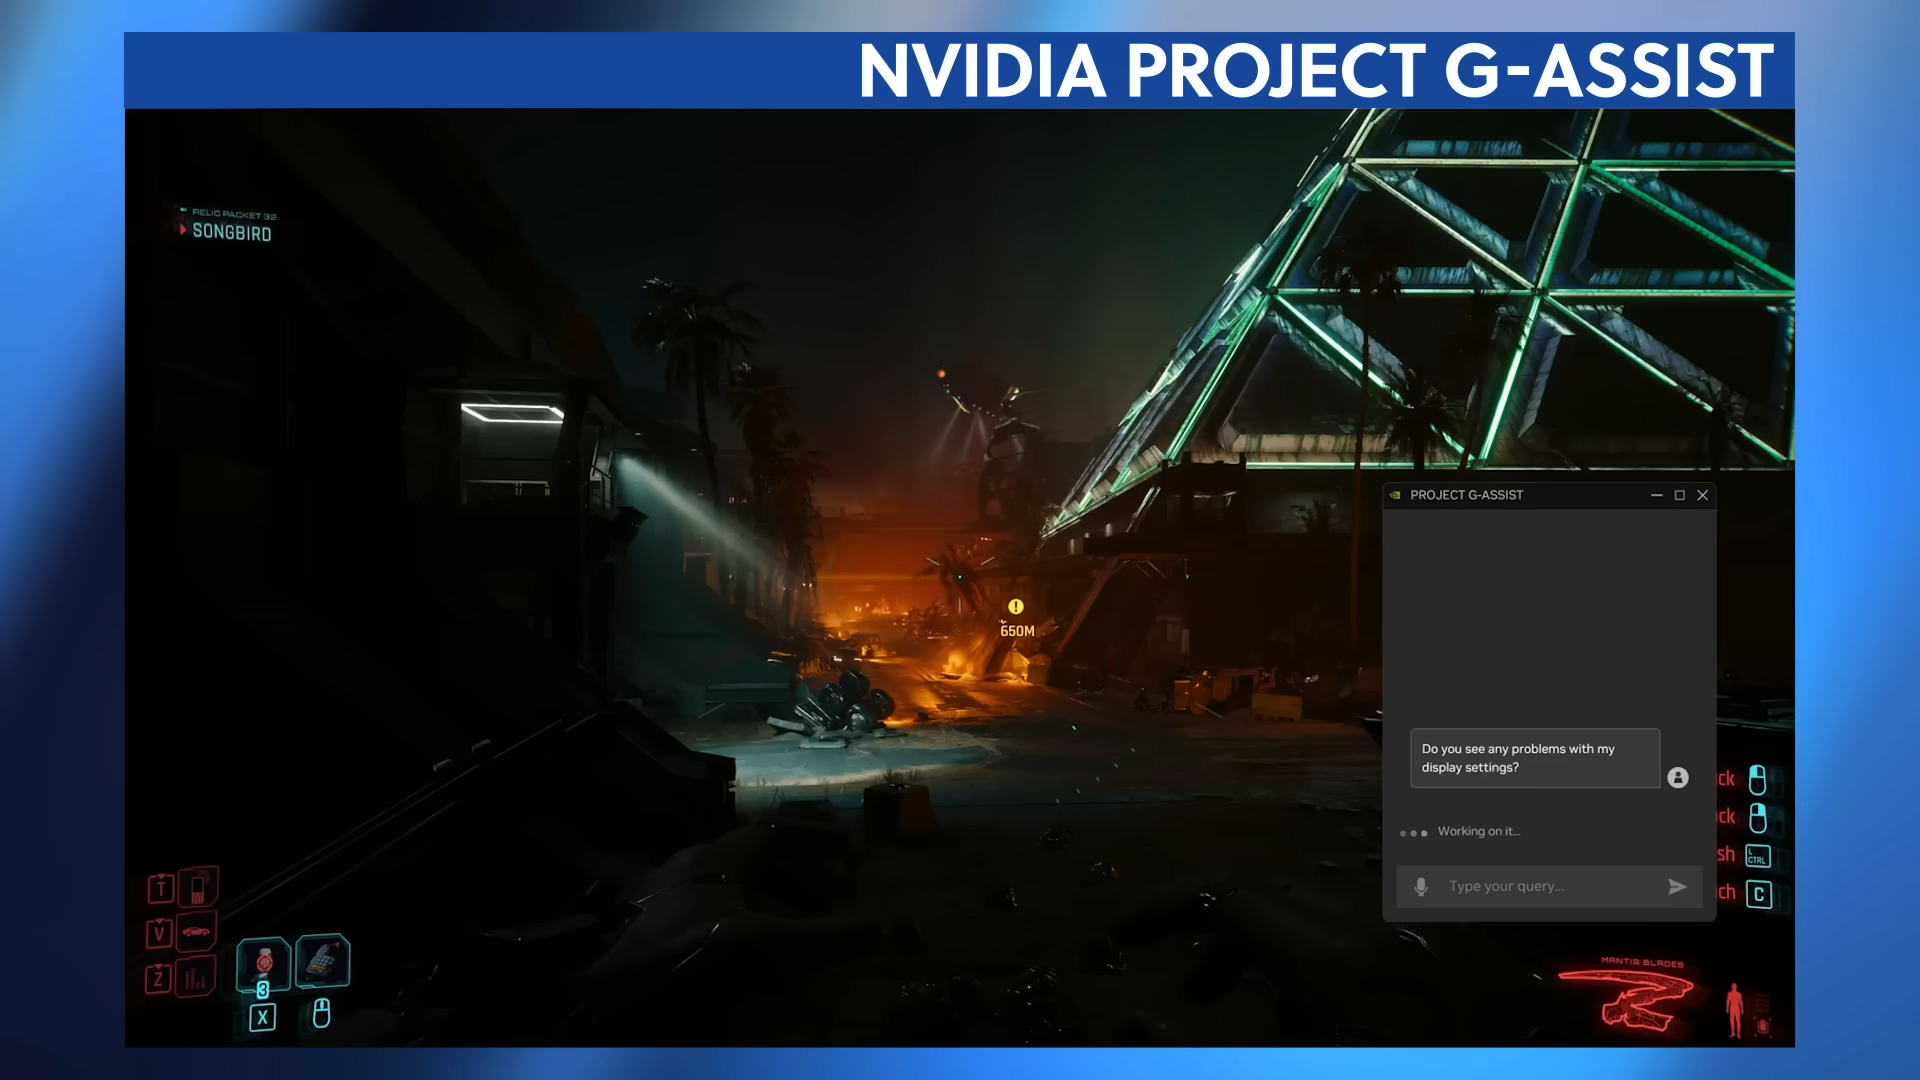 NVIDIA PROJECT G-ASSIST
RELIC PACKET 32
SONGBIRD
650M
PROJECT G-ASSIST
Do you see any problems with my
display settings?
Working on it...
Type your query...
ck
ck
sh
L CTRL
ch
C
T
V
Z
3
X
MANTIS BLADES